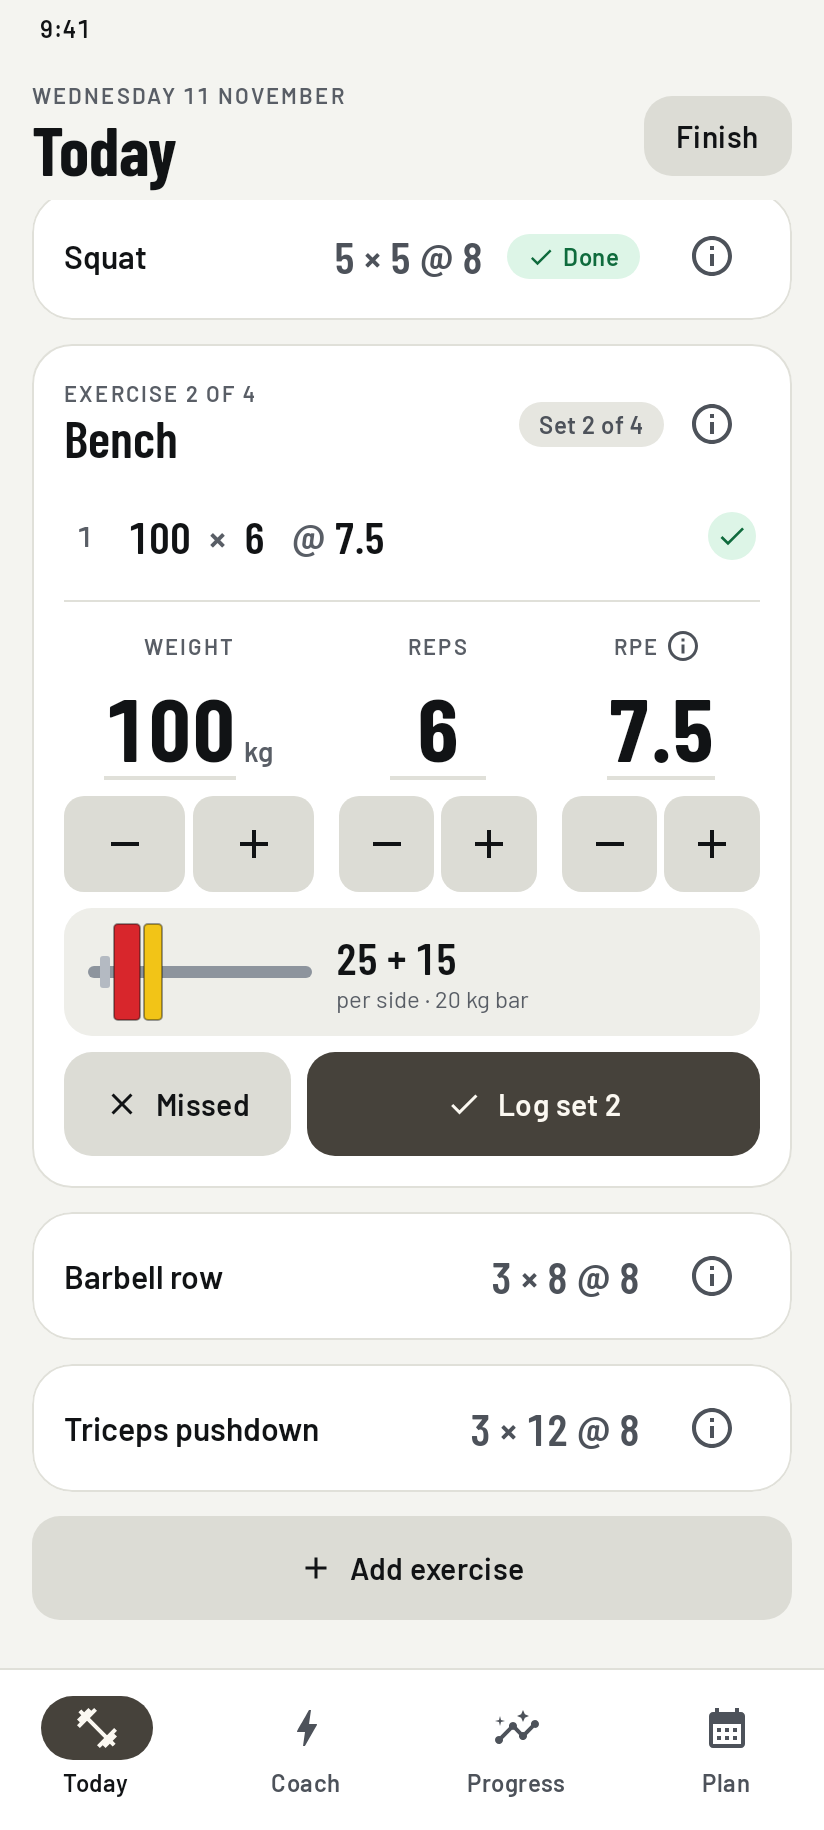 9:41
WEDNESDAY 11 NOVEMBER
Today
Finish
Squat 5 × 5 @ 8 Done
EXERCISE 2 OF 4
Bench
Set 2 of 4
1 100 × 6 @ 7.5
WEIGHT REPS RPE
100 kg 6 7.5
25 + 15
per side · 20 kg bar
Missed Log set 2
Barbell row 3 × 8 @ 8
Triceps pushdown 3 × 12 @ 8
Add exercise
Today Coach Progress Plan